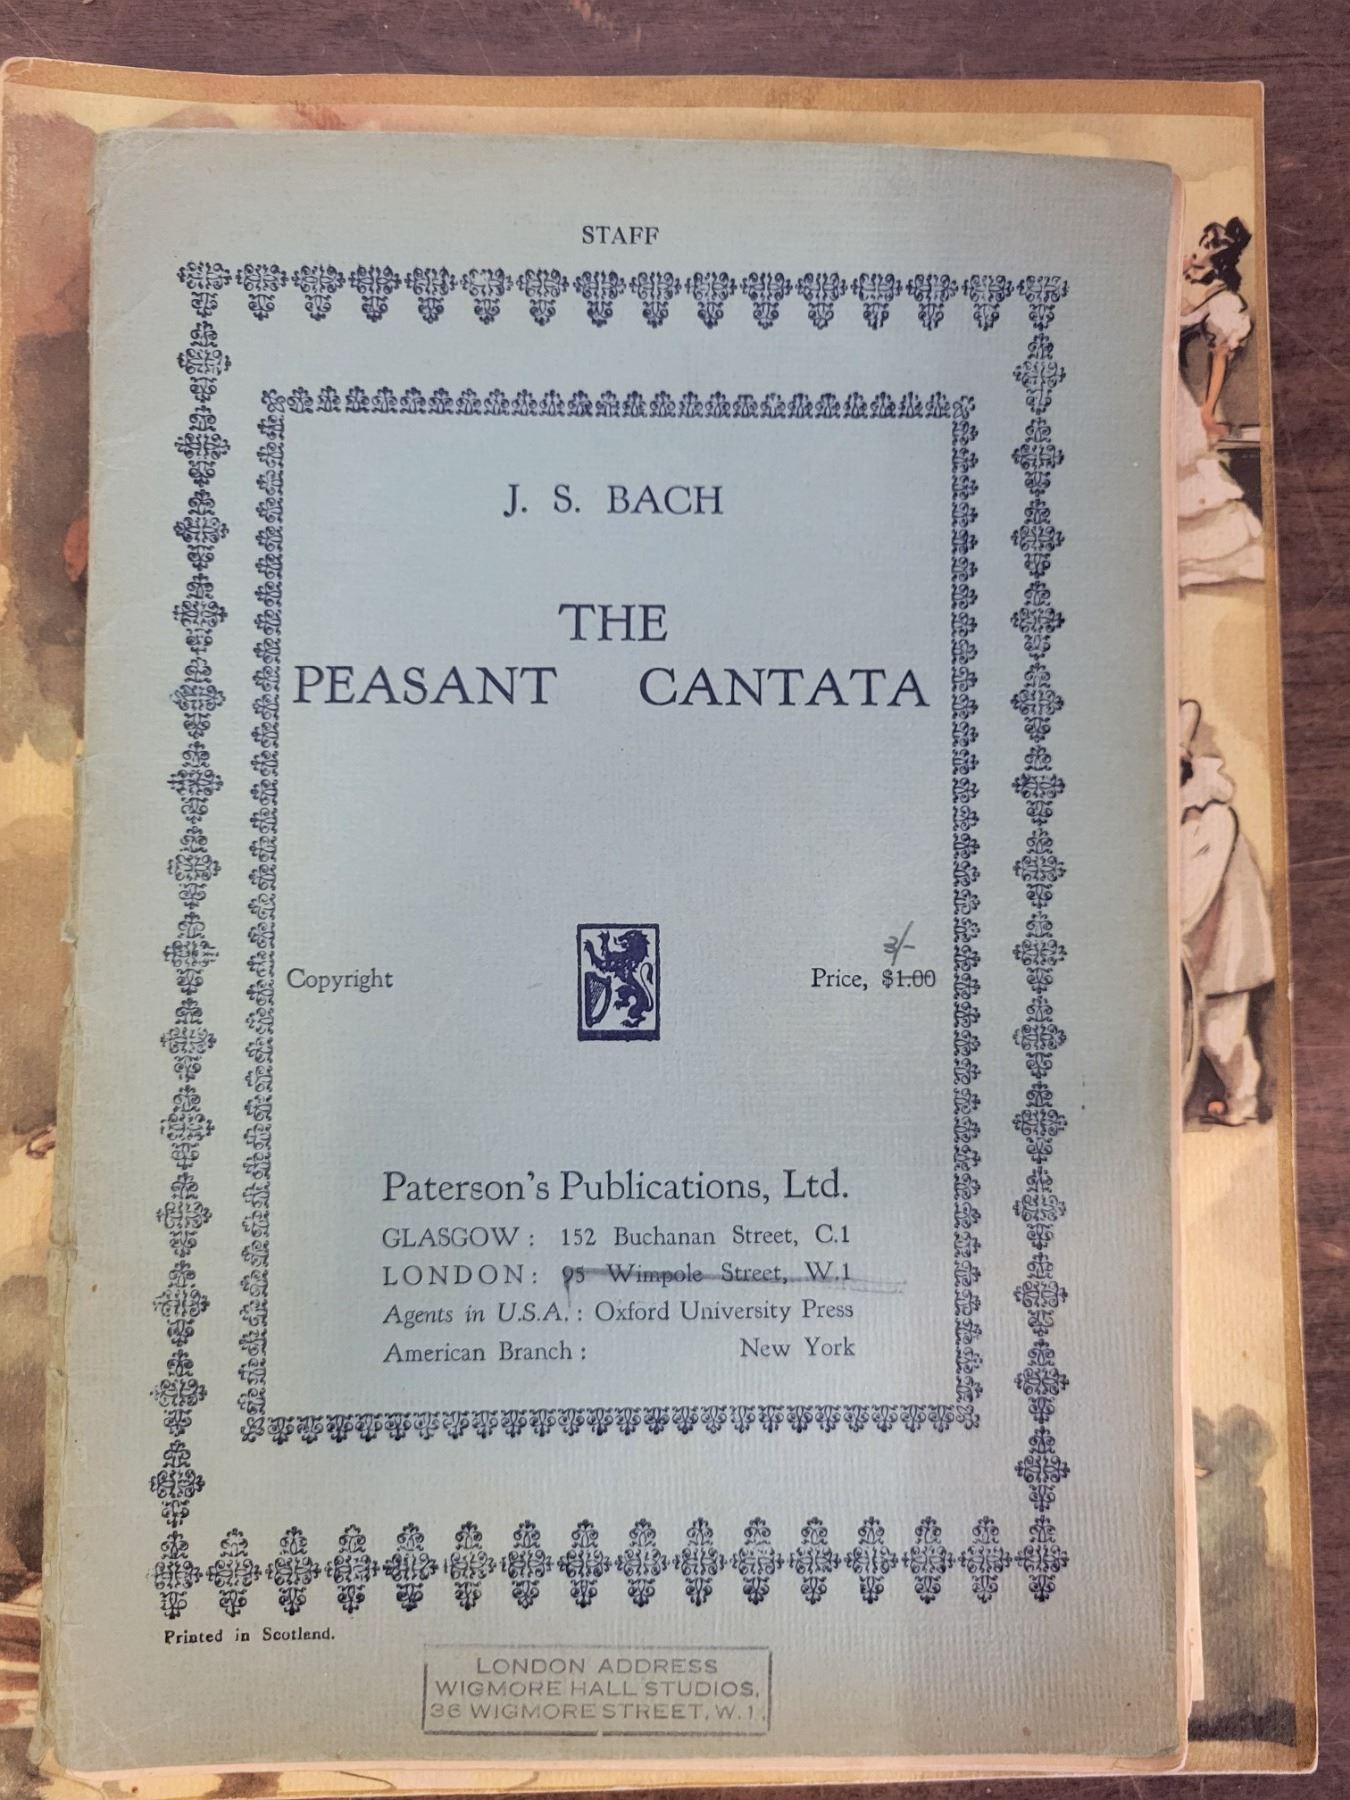 STAFF
J. S. BACH
THE
PEASANT CANTATA
3/-
Copyright
Price, $1.00
Paterson's Publications, Ltd.
GLASGOW: 152 Buchanan Street, C.1
LONDON: 95 Wimpole Street, W.1
Agents in U.S.A.: Oxford University Press
American Branch: New York
Printed in Scotland.
LONDON ADDRESS
WIGMORE HALL STUDIOS,
36 WIGMORE STREET, W.1.